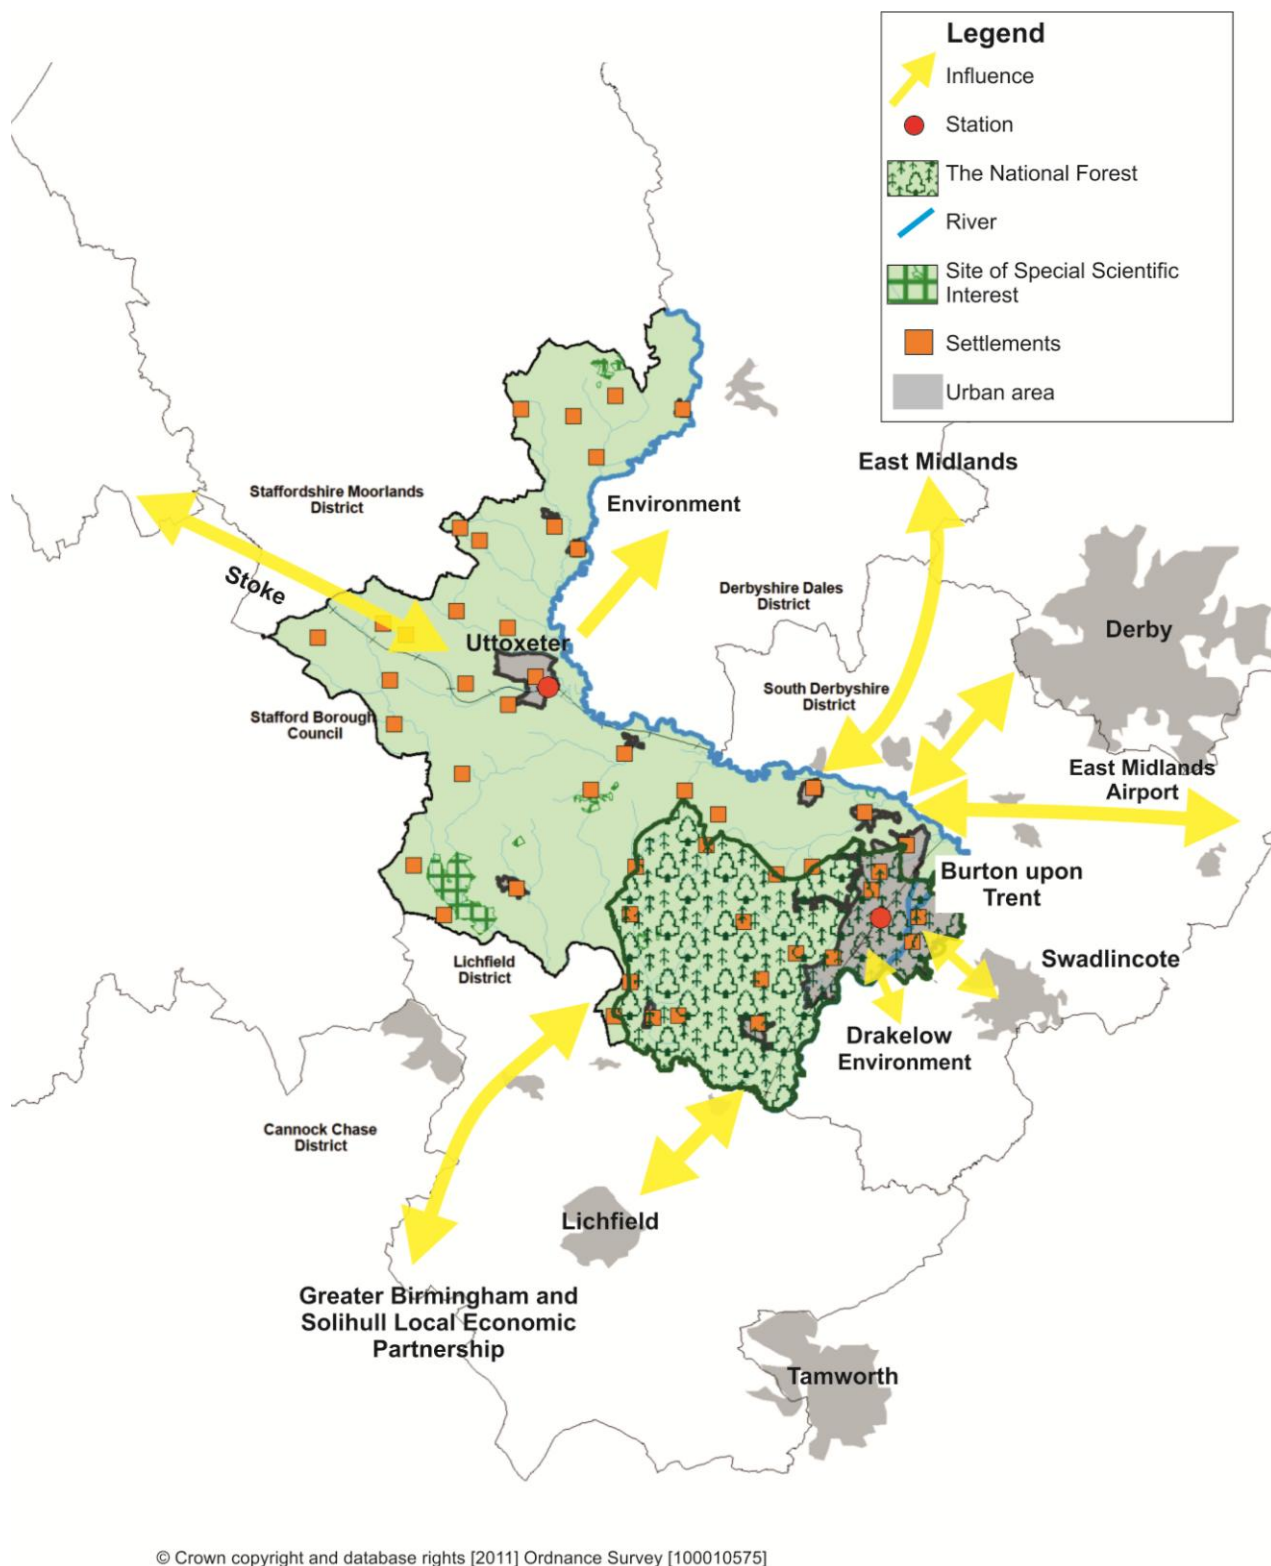 Legend
Influence
Station
The National Forest
River
Site of Special Scientific
Interest
Settlements
Urban area
East Midlands
Staffordshire Moorlands
District
Environment
Stoke
Derbyshire Dales
District
Derby
Uttoxeter
South Derbyshire
District
Stafford Borough
Council
East Midlands
Airport
Burton upon
Trent
Lichfield
District
Swadlincote
Drakelow
Environment
Cannock Chase
District
Lichfield
Greater Birmingham and
Solihull Local Economic
Partnership
Tamworth
© Crown copyright and database rights [2011] Ordnance Survey [100010575]